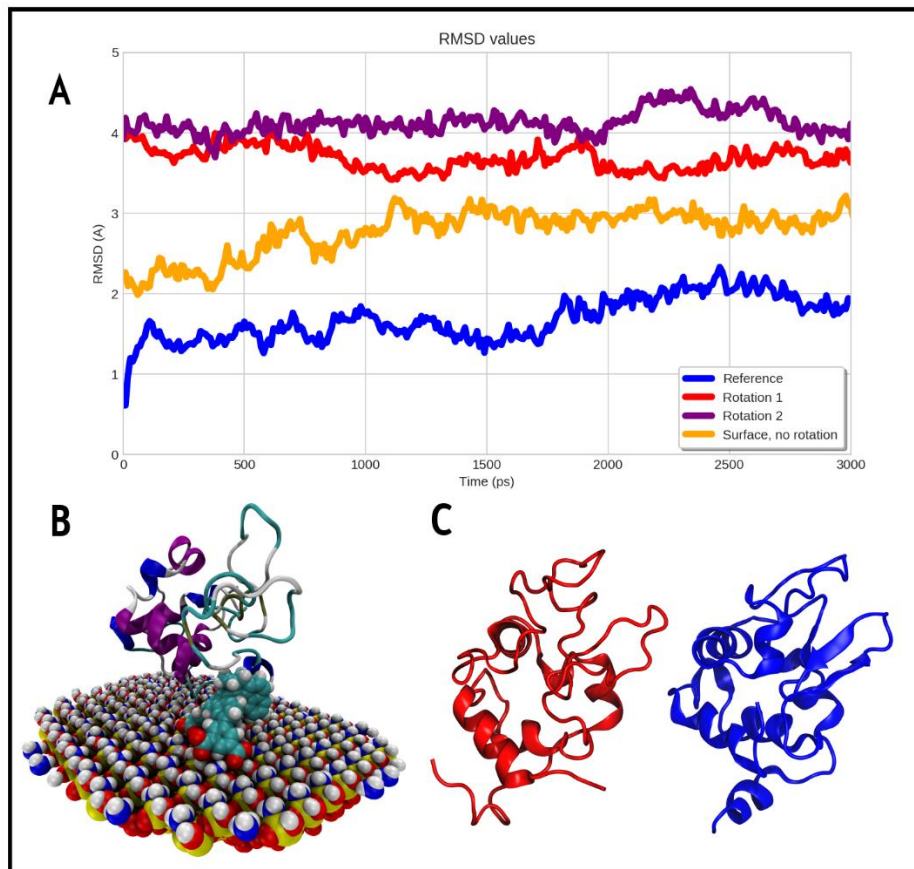 RMSD values
A
5
4
3
2
1
0
RMSD (A)
0 500 1000 1500 2000 2500 3000
Time (ps)
Reference
Rotation 1
Rotation 2
Surface, no rotation
B
C